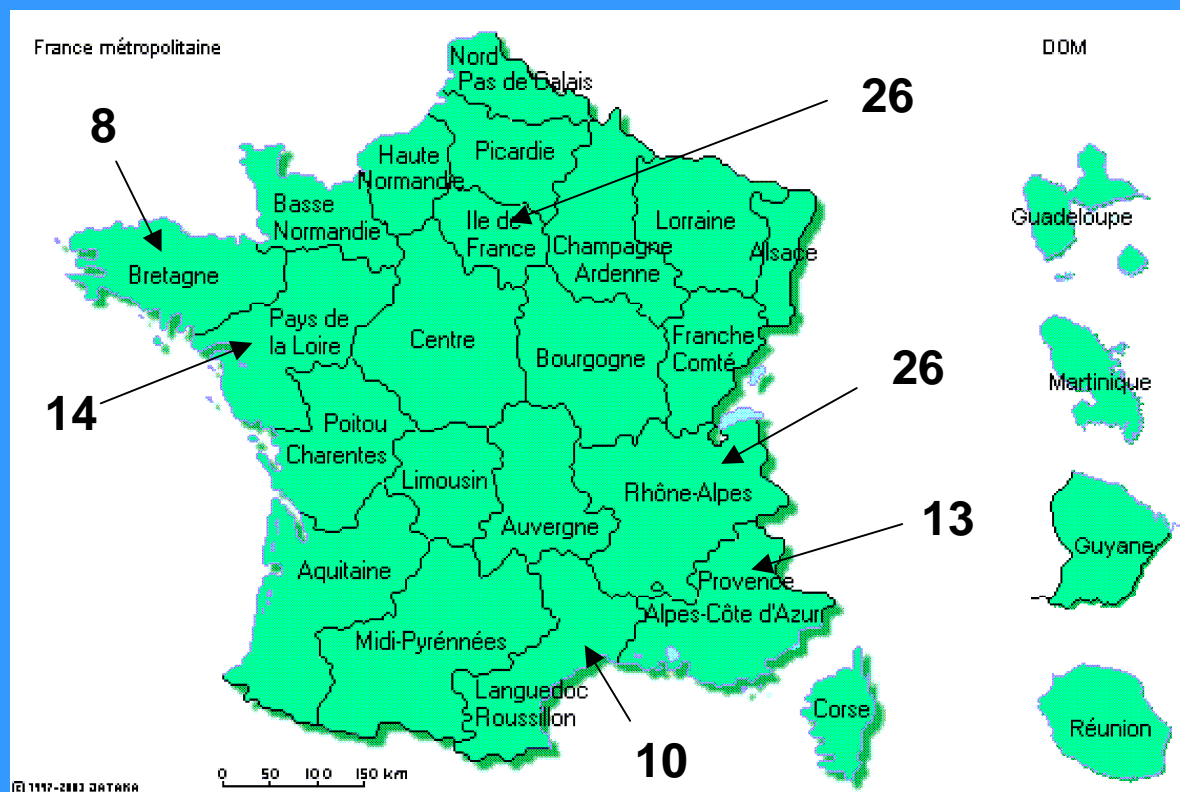 France métropolitaine
DOM
Nord
Pas de Calais
26
8
Haute
Normandie
Picardie
Basse
Normandie
Ile de
France
Lorraine
Champagne
Ardenne
Alsace
Guadeloupe
Bretagne
Pays de
la Loire
Centre
Bourgogne
Franche
Comté
26
Martinique
14
Poitou
Charentes
Limousin
Rhône-Alpes
Auvergne
13
Guyane
Aquitaine
Provence
Alpes-Côte d'Azur
Midi-Pyrénnées
Languedoc
Roussillon
Corse
Réunion
10
0 50 100 150 km